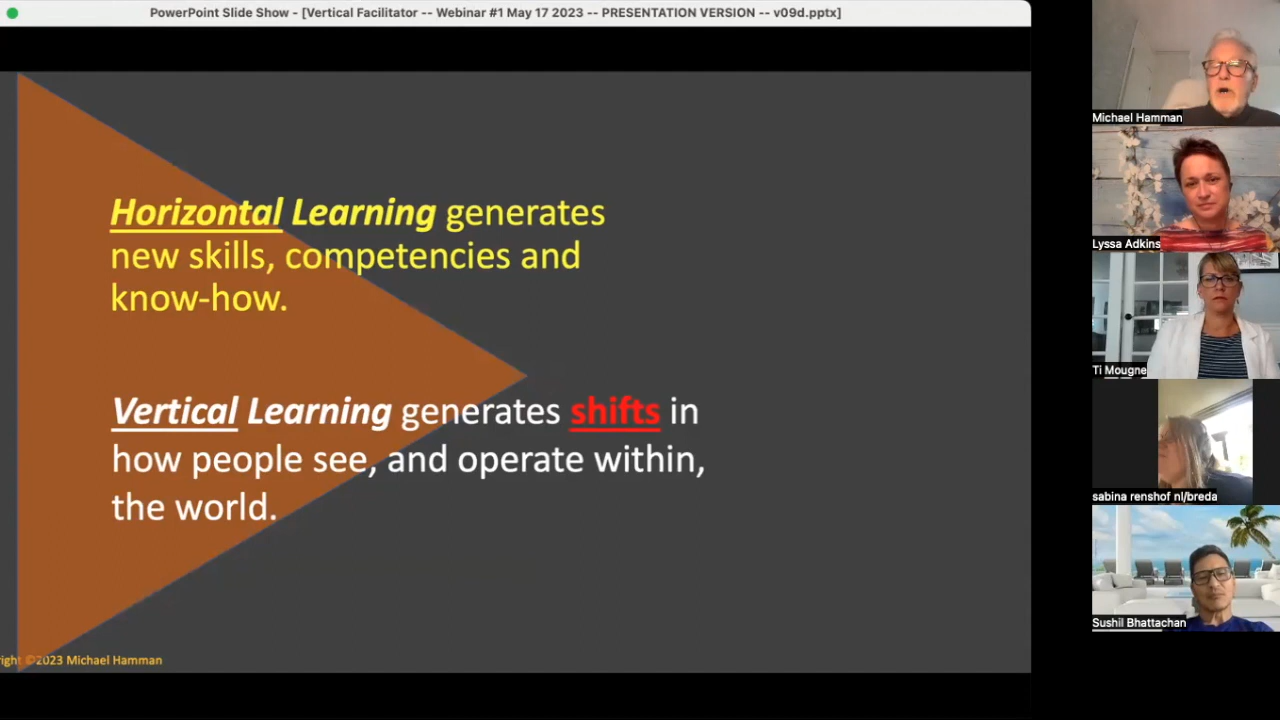 PowerPoint Slide Show - [Vertical Facilitator -- Webinar #1 May 17 2023 -- PRESENTATION VERSION -- v09d.pptx]
Horizontal Learning generates
new skills, competencies and
know-how.
Vertical Learning generates shifts in
how people see, and operate within,
the world.
©2023 Michael Hamman
Michael Hamman
Lyssa Adkins
Ti Mougne
sabina renshof nl/breda
Sushil Bhattachan